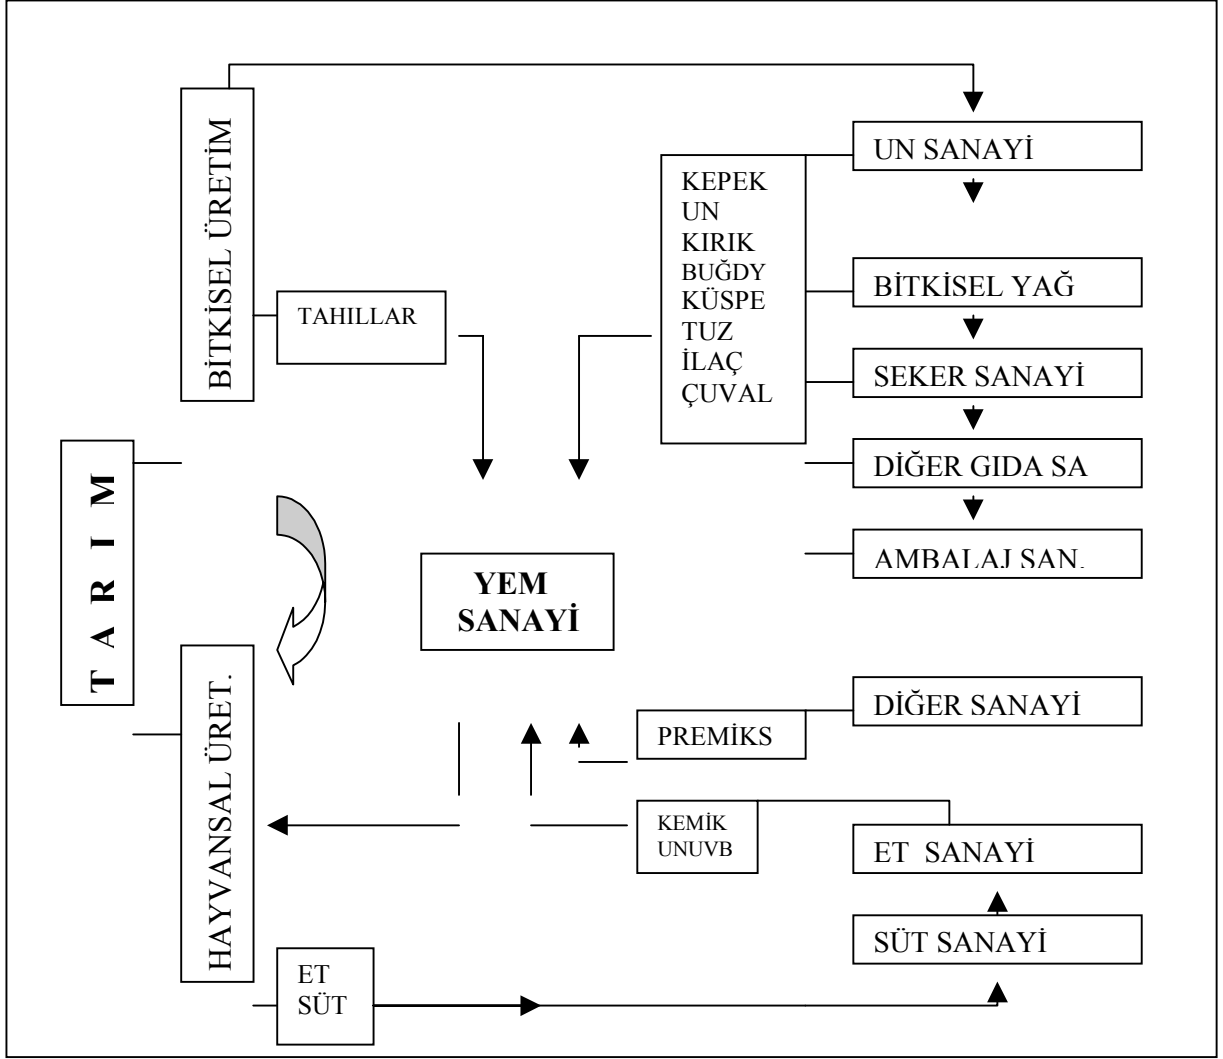 BİTKİSEL ÜRETİM
UN SANAYİ
KEPEK
UN
KIRIK
BUĞDY
KÜSPE
TUZ
İLAÇ
ÇUVAL
BİTKİSEL YAĞ
TAHILLAR
SEKER SANAYİ
DİĞER GIDA SA
T A R I M
AMBALAJ SAN.
YEM
SANAYİ
HAYVANSAL ÜRET.
DİĞER SANAYİ
PREMİKS
KEMİK
UNUVB
ET SANAYİ
SÜT SANAYİ
ET
SÜT